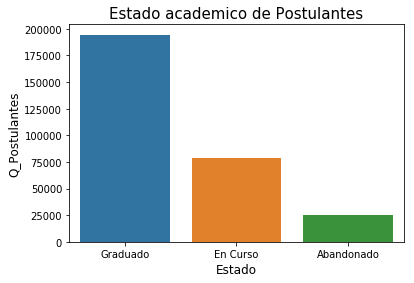 Estado academico de Postulantes
Q_Postulantes
200000
175000
150000
125000
100000
75000
50000
25000
0
Graduado
En Curso
Abandonado
Estado